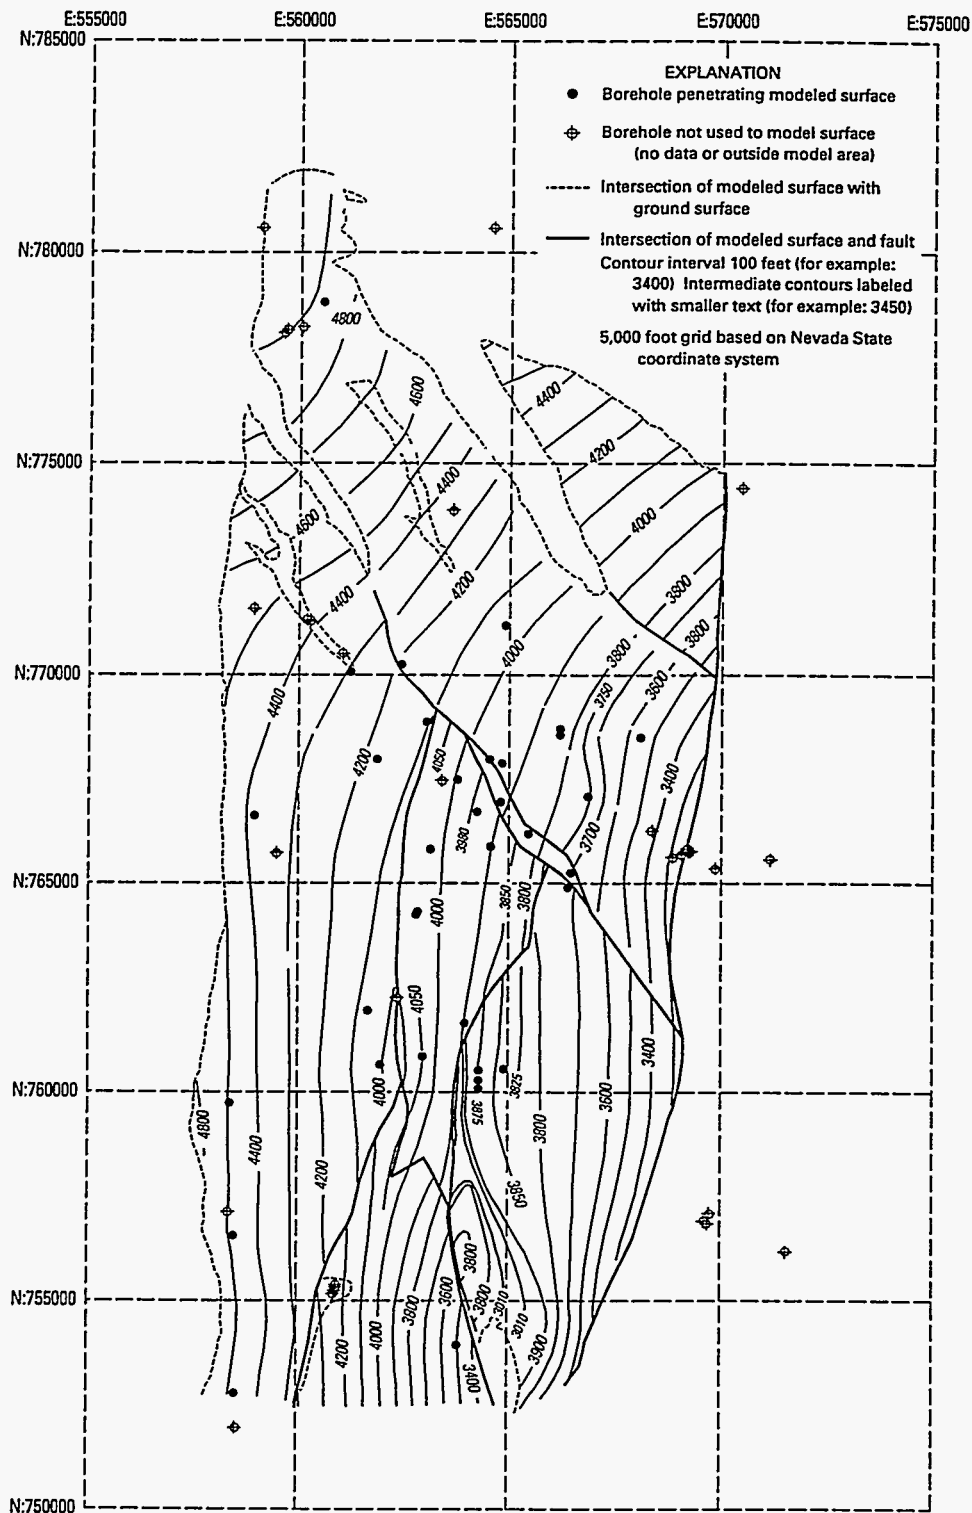 E:555000 E:560000 E:565000 E:570000 E:575000
N:785000
EXPLANATION
Borehole penetrating modeled surface
Borehole not used to model surface
(no data or outside model area)
Intersection of modeled surface with
ground surface
Intersection of modeled surface and fault
Contour interval 100 feet (for example:
3400) Intermediate contours labeled
with smaller text (for example: 3450)
5,000 foot grid based on Nevada State
coordinate system
N:780000
4800
4600
4400
4200
N:775000
4400
4600
4000
4200
4400
3800
3800
4000
3800
N:770000
3600
3750
4400
4200
4050
3400
3980
3700
N:765000
3850
3800
4000
4050
4000
3400
N:760000
3825
3875
3600
4800
4400
3800
4200
3850
3800
3600
3800
3010
N:755000
3800
3010
4000
4200
3900
3400
N:750000